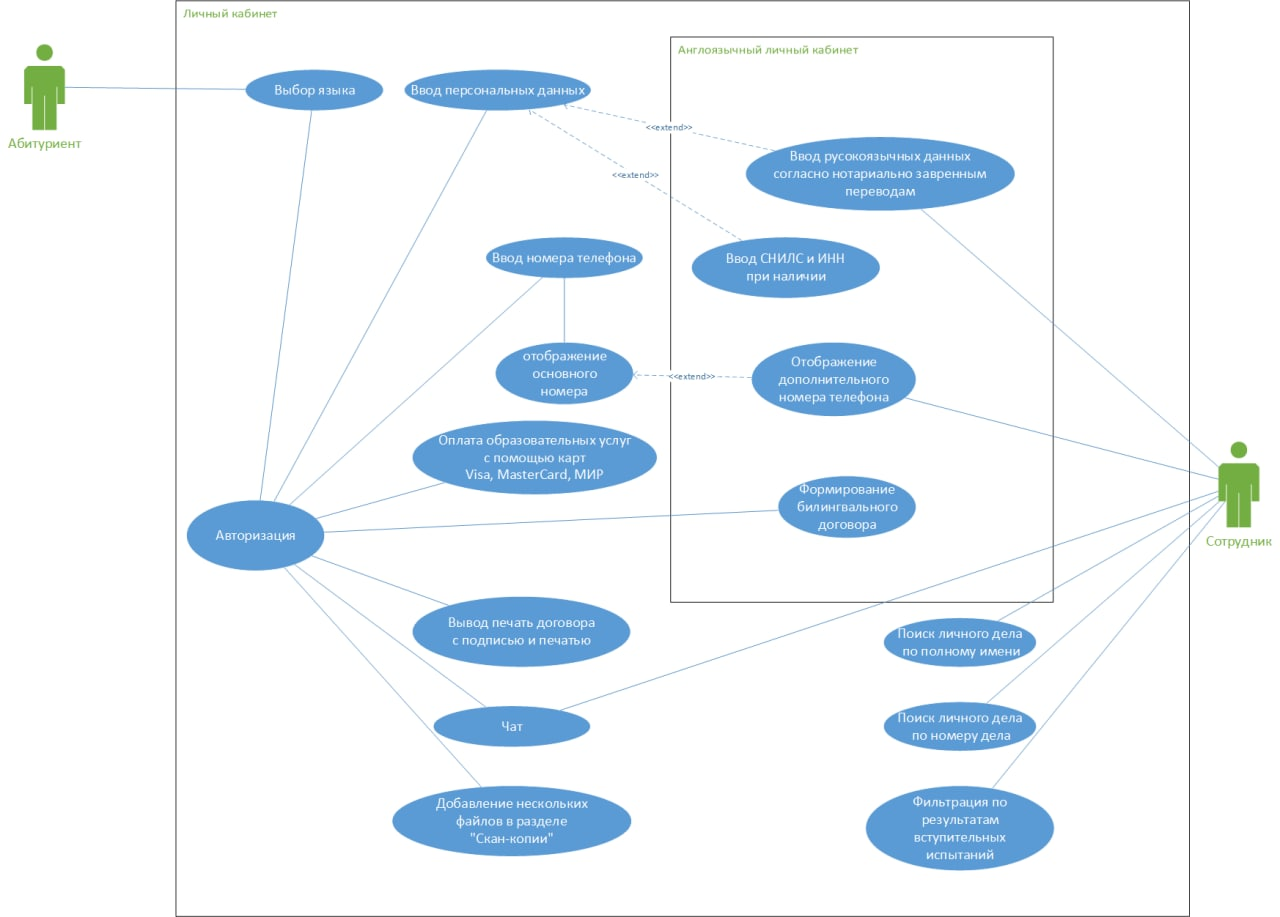 Личный кабинет
Англоязычный личный кабинет
Абитуриент
Выбор языка
Ввод персональных данных
<<extend>>
Ввод русокоязычных данных
согласно нотариально завренным
переводам
<<extend>>
Ввод номера телефона
Ввод СНИЛС и ИНН
при наличии
отображение
основного
номера
<<extend>>
Отображение
дополнительного
номера телефона
Оплата образовательных услуг
с помощью карт
Visa, MasterCard, МИР
Формирование
билингвального
договора
Авторизация
Сотрудник
Вывод печать договора
с подписью и печатью
Поиск личного дела
по полному имени
Чат
Поиск личного дела
по номеру дела
Добавление нескольких
файлов в разделе
"Скан-копии"
Фильтрация по
результатам
вступительных
испытаний